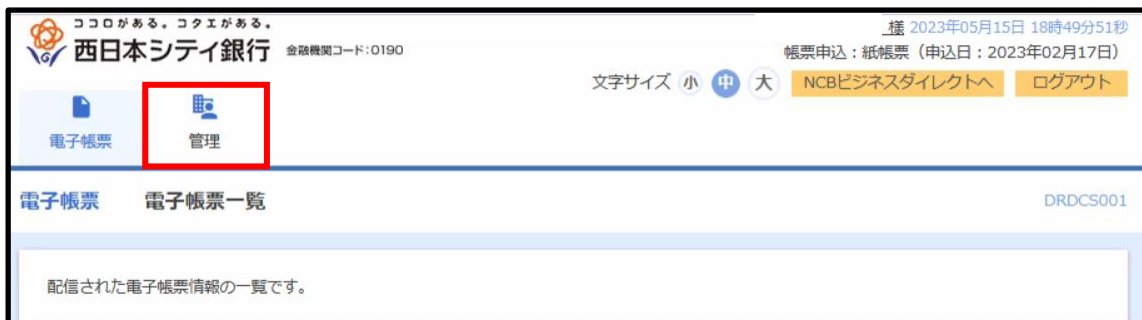 ココロがある。コタエがある。
西日本シティ銀行 金融機関コード:0190
様 2023年05月15日 18時49分51秒
帳票申込：紙帳票（申込日：2023年02月17日）
文字サイズ 小 中 大 NCBビジネスダイレクトへ ログアウト
電子帳票 管理
電子帳票 電子帳票一覧 DRDCS001
配信された電子帳票情報の一覧です。